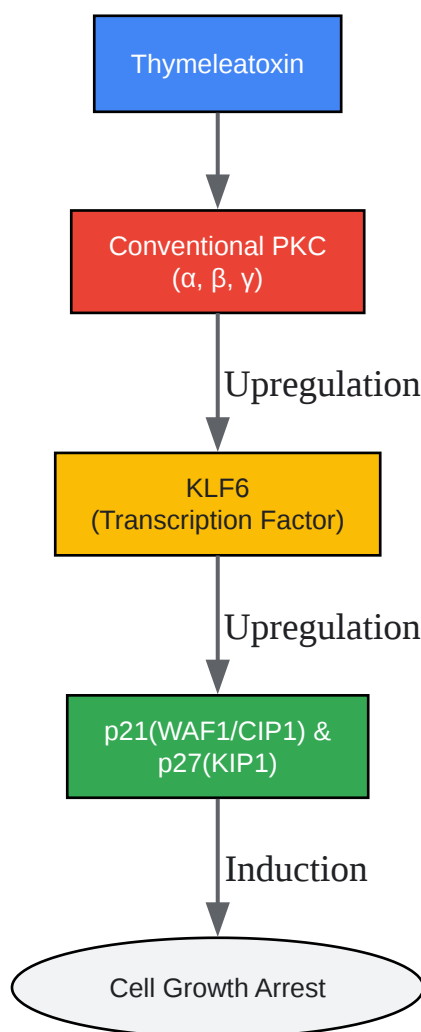 Thymeleatoxin
Conventional PKC
(α, β, γ)
Upregulation
KLF6
(Transcription Factor)
Upregulation
p21(WAF1/CIP1) &
p27(KIP1)
Induction
Cell Growth Arrest